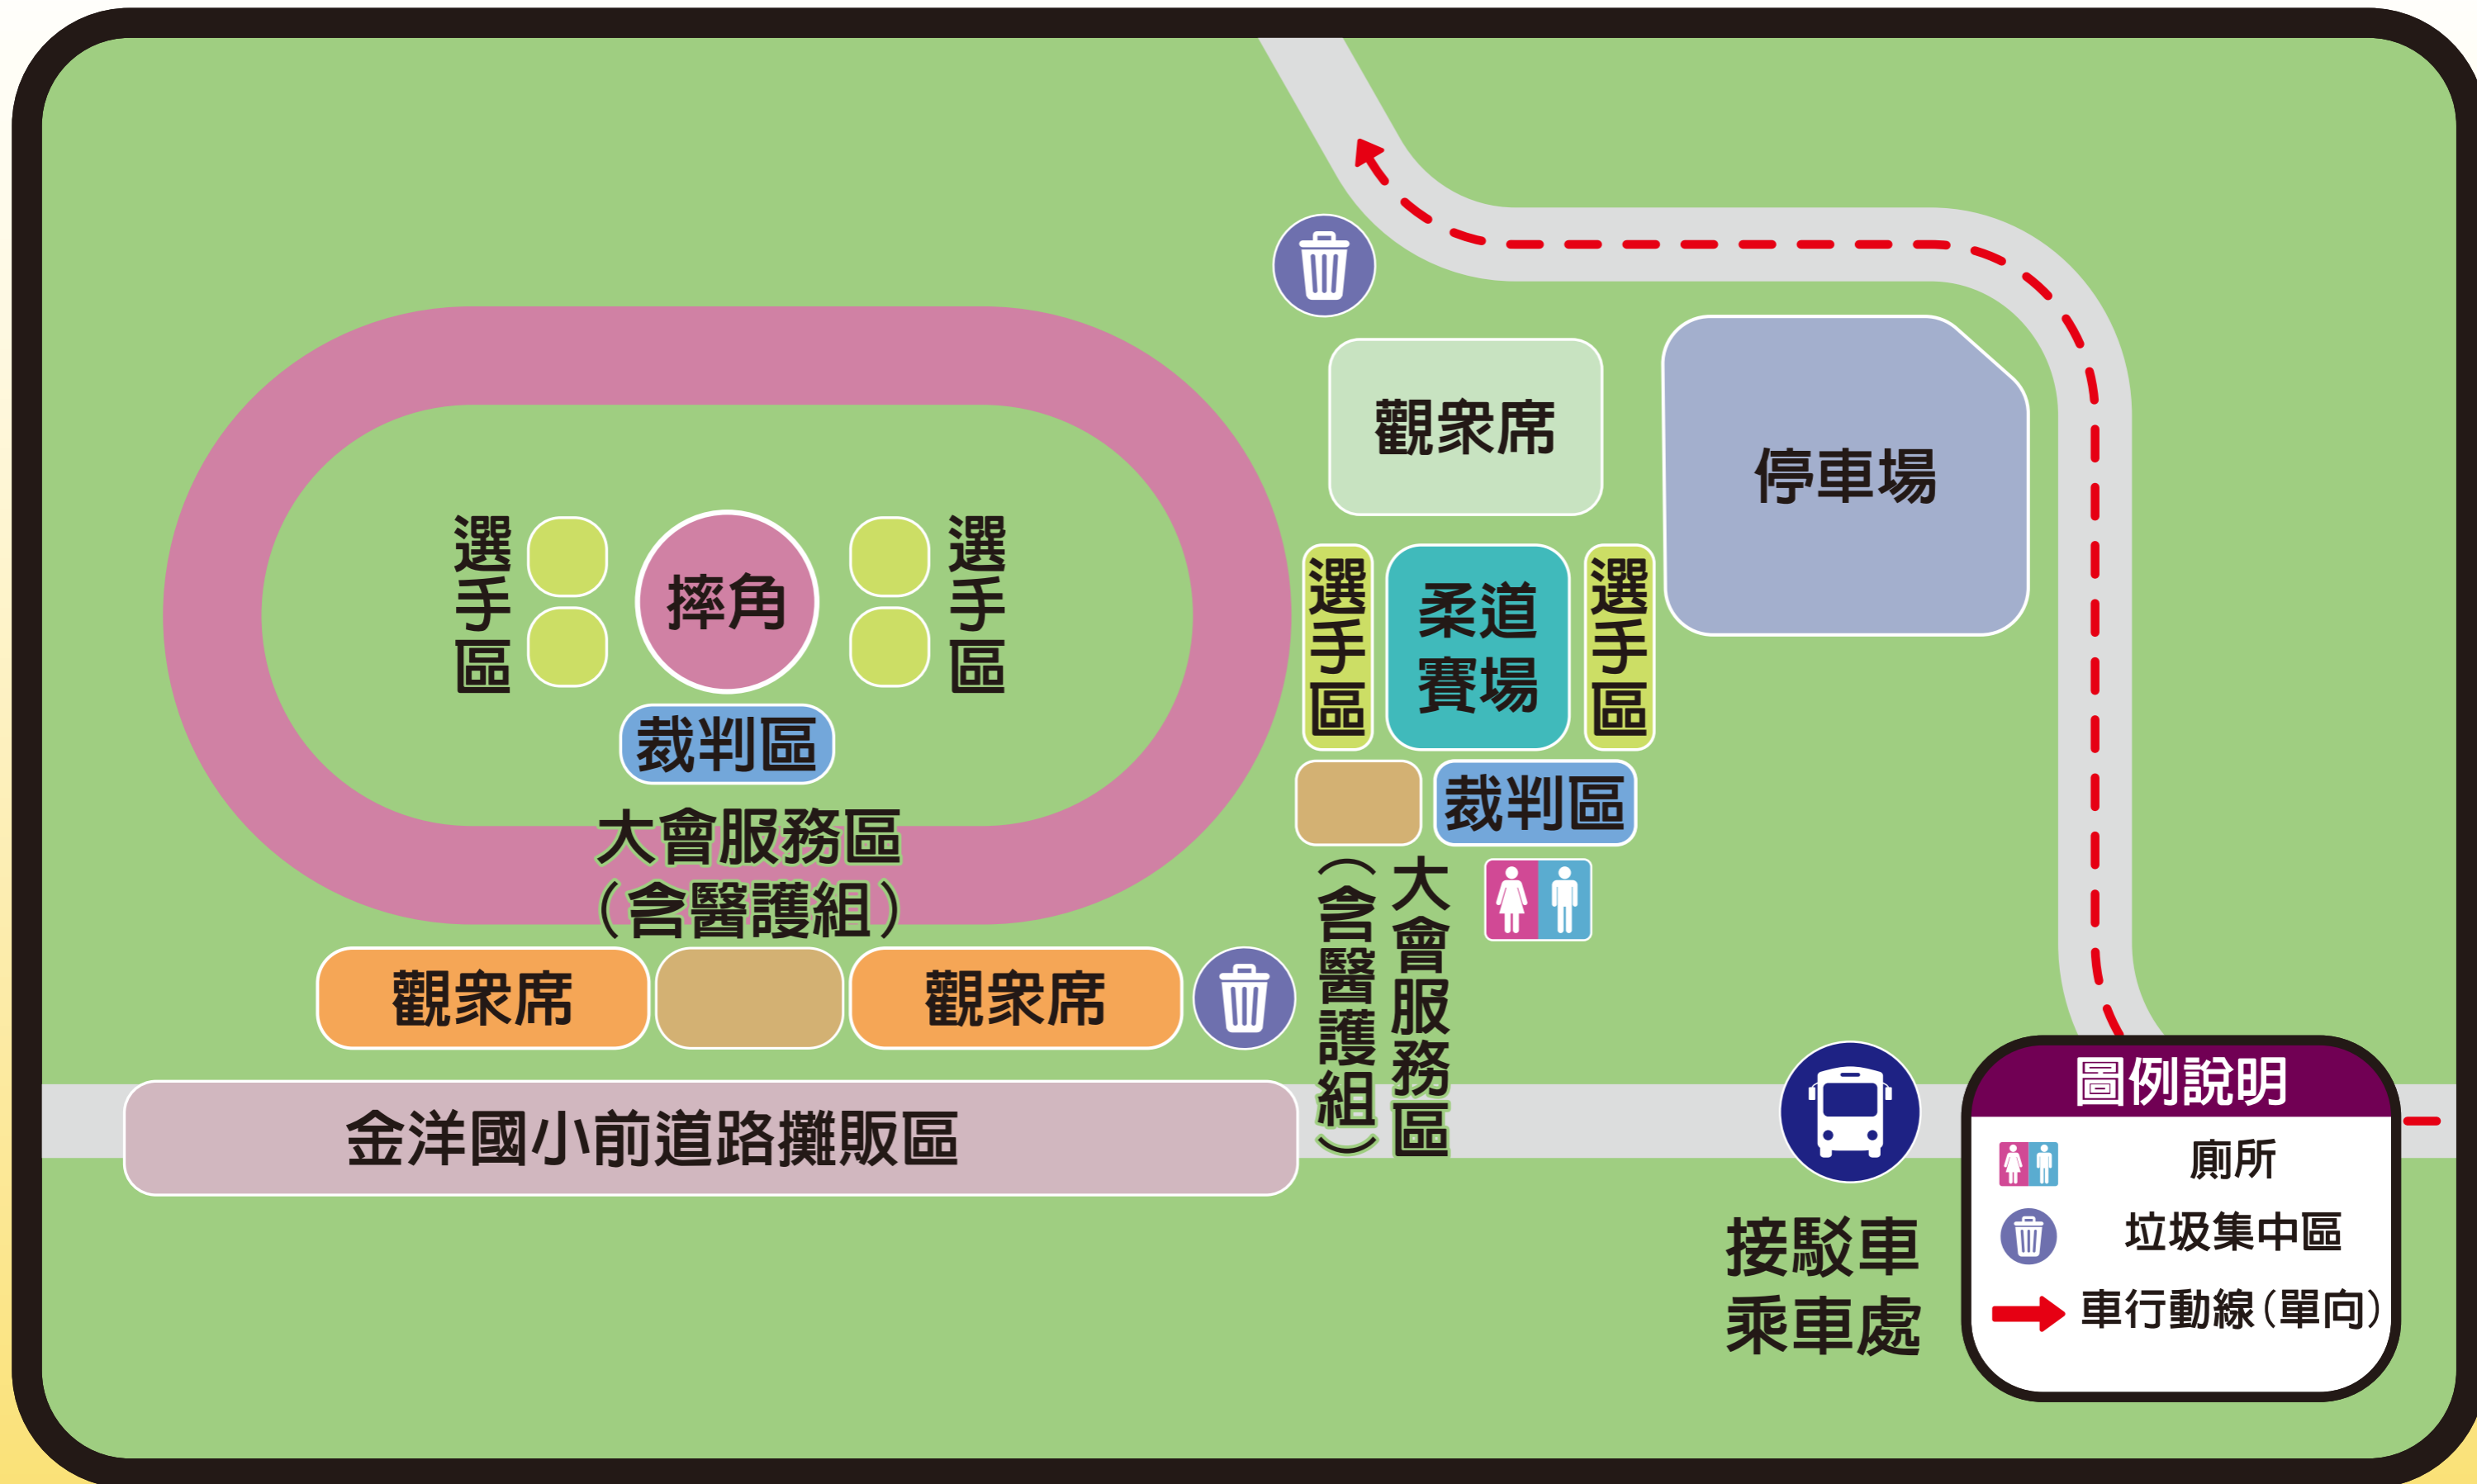 觀眾席
停車場
選手區
摔角
選手區
裁判區
大會服務區
（含醫護組）
選手區
柔道
賽場
選手區
裁判區
大會服務區
（含醫護組）
觀眾席
觀眾席
金洋國小前道路攤販區
接駁車
乘車處
圖例說明
廁所
垃圾集中區
車行動線（單向）